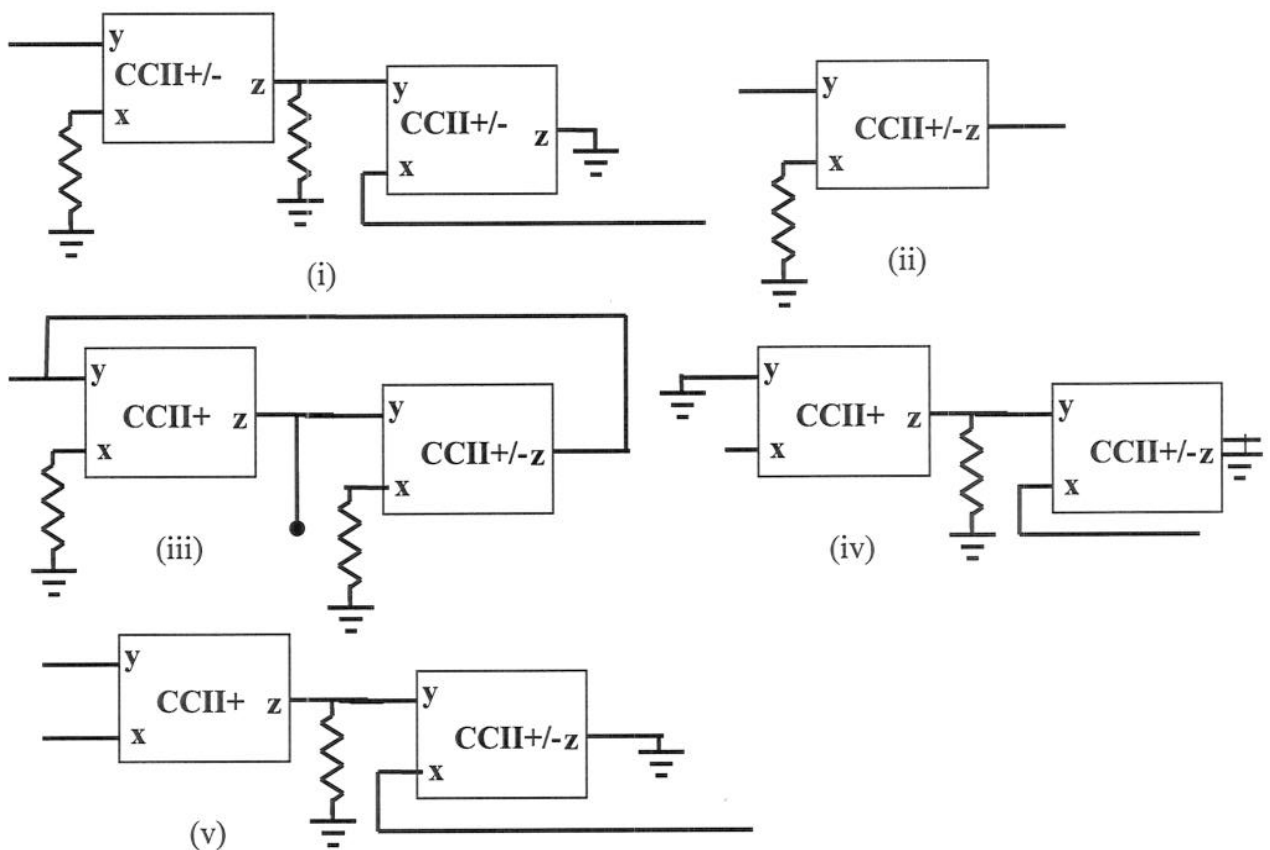 y
CCII+/-
z
x
y
CCII+/-
z
x
(i)
y
CCII+/-z
x
(ii)
y
CCII+
z
x
y
CCII+/-z
x
(iii)
y
CCII+
z
x
y
CCII+/-z
x
(iv)
y
CCII+
z
x
y
CCII+/-z
x
(v)